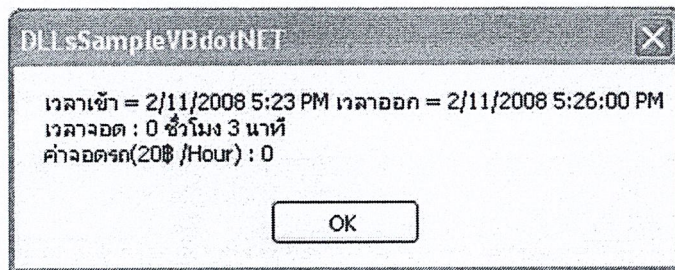 DLLsSampleVBdotNET
เวลาเข้า = 2/11/2008 5:23 PM เวลาออก = 2/11/2008 5:26:00 PM
เวลาจอด : 0 ชั่วโมง 3 นาที
ค่าจอดรถ(20฿ /Hour) : 0
OK